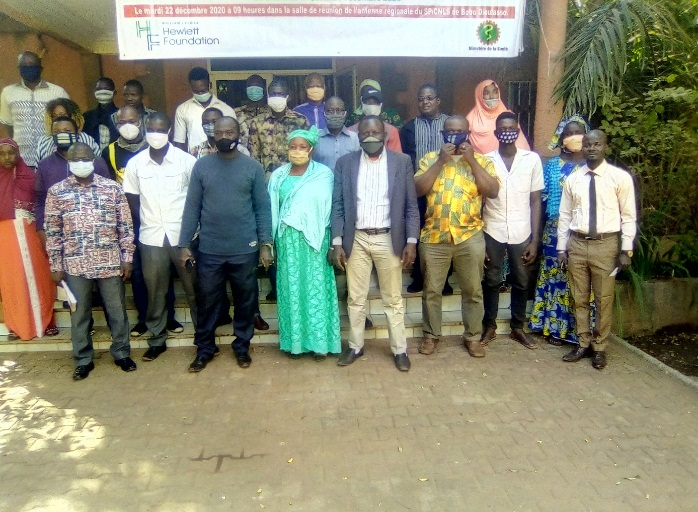 Le mardi 22 décembre 2020 à 09 heures dans la salle de réunion de l'antenne régionale du SP/CNLS de Bobo Dioulasso
Hewlett
Foundation
Ministère de la Santé